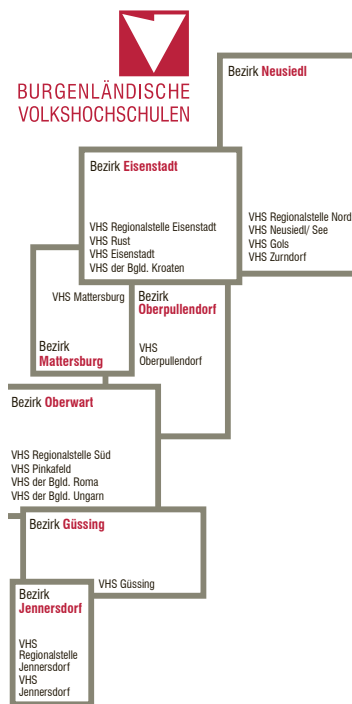 BURGENLÄNDISCHE
VOLKSHOCHSCHULEN
Bezirk Neusiedl
VHS Regionalstelle Nord
VHS Neusiedl/ See
VHS Gols
VHS Zurndorf
Bezirk Eisenstadt
VHS Regionalstelle Eisenstadt
VHS Rust
VHS Eisenstadt
VHS der Bgld. Kroaten
VHS Mattersburg
Bezirk
Mattersburg
Bezirk
Oberpullendorf
VHS
Oberpullendorf
Bezirk Oberwart
VHS Regionalstelle Süd
VHS Pinkafeld
VHS der Bgld. Roma
VHS der Bgld. Ungarn
Bezirk Güssing
VHS Güssing
Bezirk
Jennersdorf
VHS
Regionalstelle
Jennersdorf
VHS
Jennersdorf